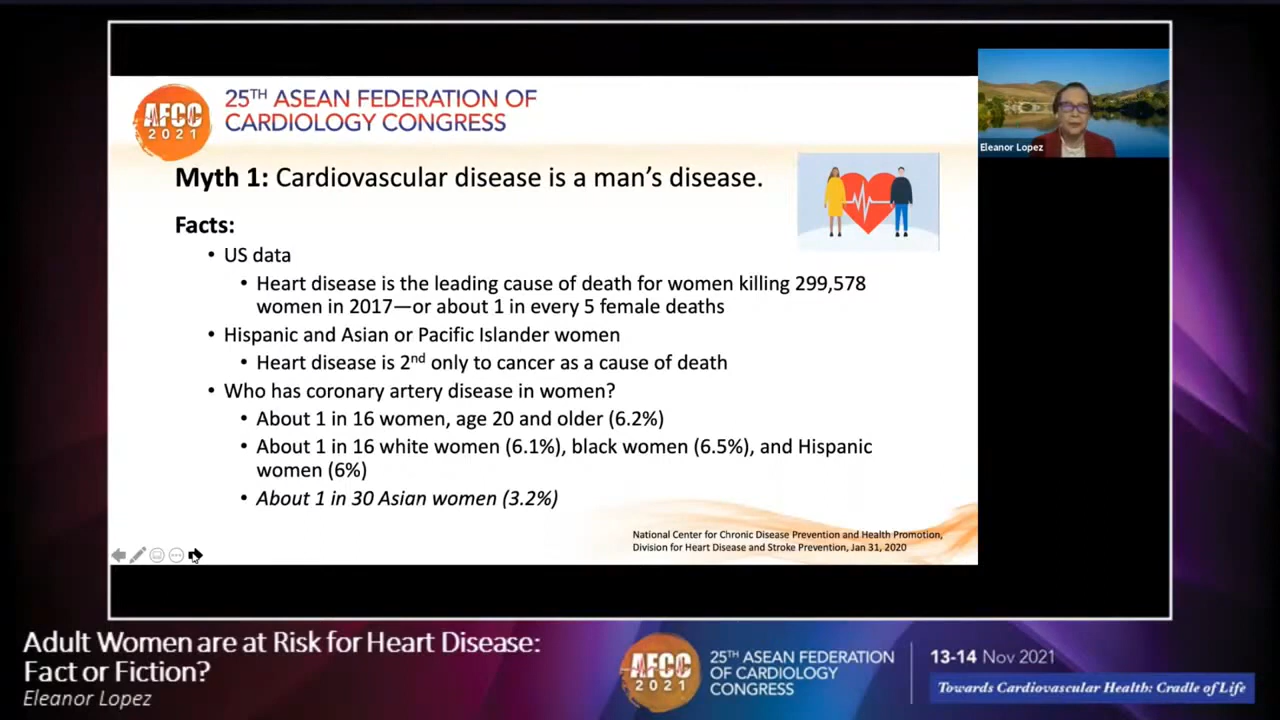 AFCC
2021
25TH ASEAN FEDERATION OF
CARDIOLOGY CONGRESS
Eleanor Lopez
Myth 1: Cardiovascular disease is a man's disease.
Facts:
• US data
• Heart disease is the leading cause of death for women killing 299,578
women in 2017—or about 1 in every 5 female deaths
• Hispanic and Asian or Pacific Islander women
• Heart disease is 2nd only to cancer as a cause of death
• Who has coronary artery disease in women?
• About 1 in 16 women, age 20 and older (6.2%)
• About 1 in 16 white women (6.1%), black women (6.5%), and Hispanic
women (6%)
• About 1 in 30 Asian women (3.2%)
National Center for Chronic Disease Prevention and Health Promotion,
Division for Heart Disease and Stroke Prevention, Jan 31, 2020
Adult Women are at Risk for Heart Disease:
Fact or Fiction?
Eleanor Lopez
AFCC
2021
25TH ASEAN FEDERATION
OF CARDIOLOGY
CONGRESS
13-14 Nov 2021
Towards Cardiovascular Health: Cradle of Life